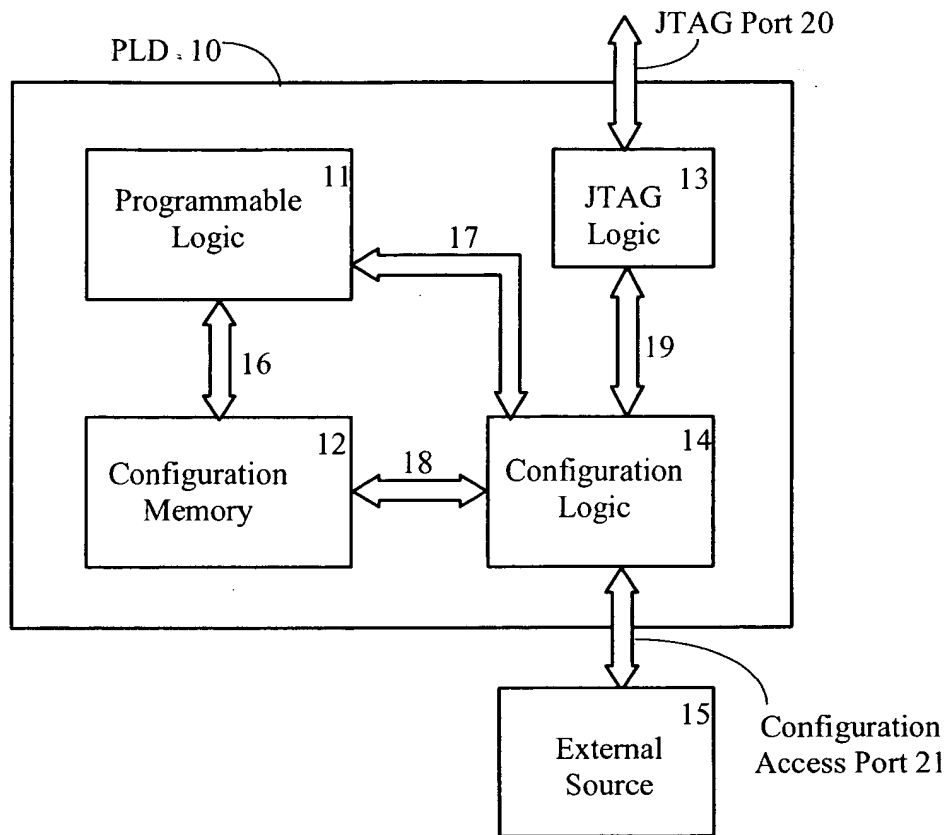 JTAG Port 20
PLD . 10
11
Programmable
Logic
13
JTAG
Logic
17
16
19
12
Configuration
Memory
18
14
Configuration
Logic
15
External
Source
Configuration
Access Port 21